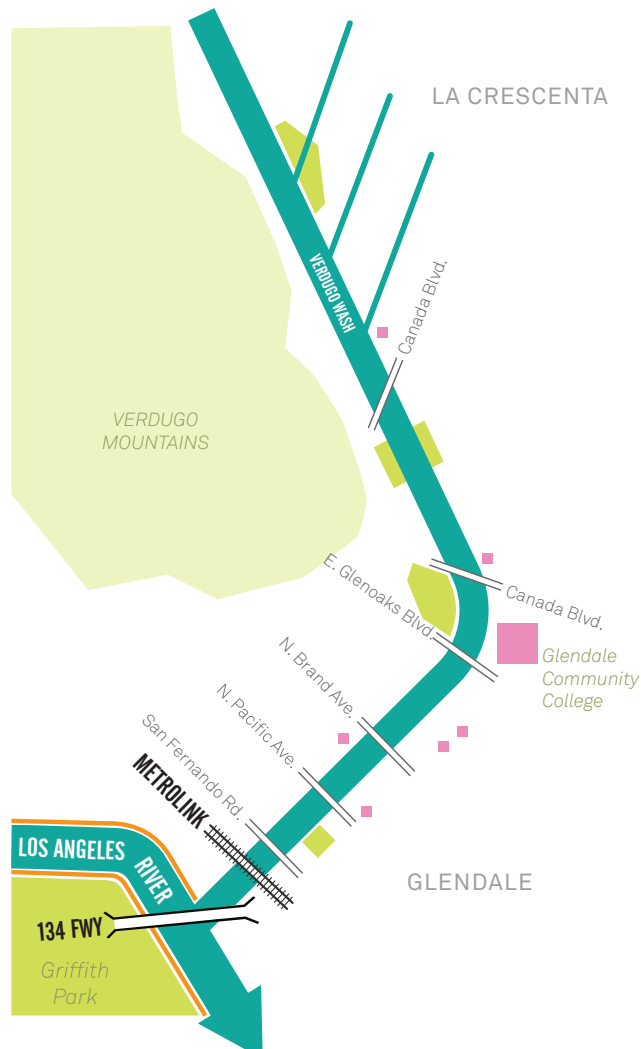 LA CRESCENTA
VERDUGO WASH
Canada Blvd.
VERDUGO
MOUNTAINS
E. Glenoaks Blvd.
Canada Blvd.
Glendale
Community
College
N. Brand Ave.
N. Pacific Ave.
San Fernando Rd.
METROLINK
LOS ANGELES
RIVER
GLENDALE
134 FWY
Griffith
Park